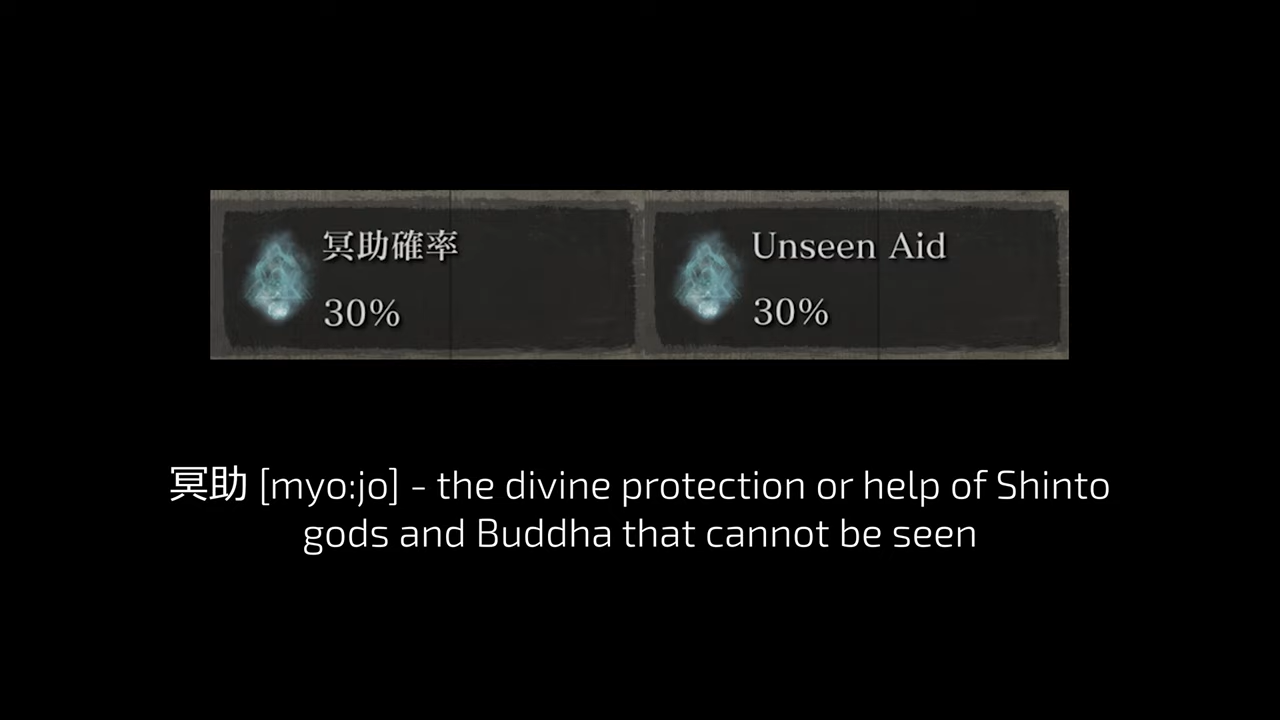 冥助確率
30%
Unseen Aid
30%
冥助 [myo:jo] - the divine protection or help of Shinto
gods and Buddha that cannot be seen